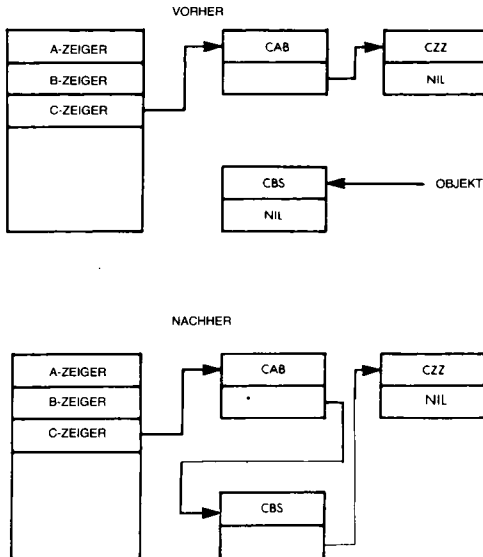 VORHER
A-ZEIGER
B-ZEIGER
C-ZEIGER
CAB
CZZ
NIL
CBS
NIL
OBJEKT
NACHHER
A-ZEIGER
B-ZEIGER
C-ZEIGER
CAB
CZZ
NIL
CBS